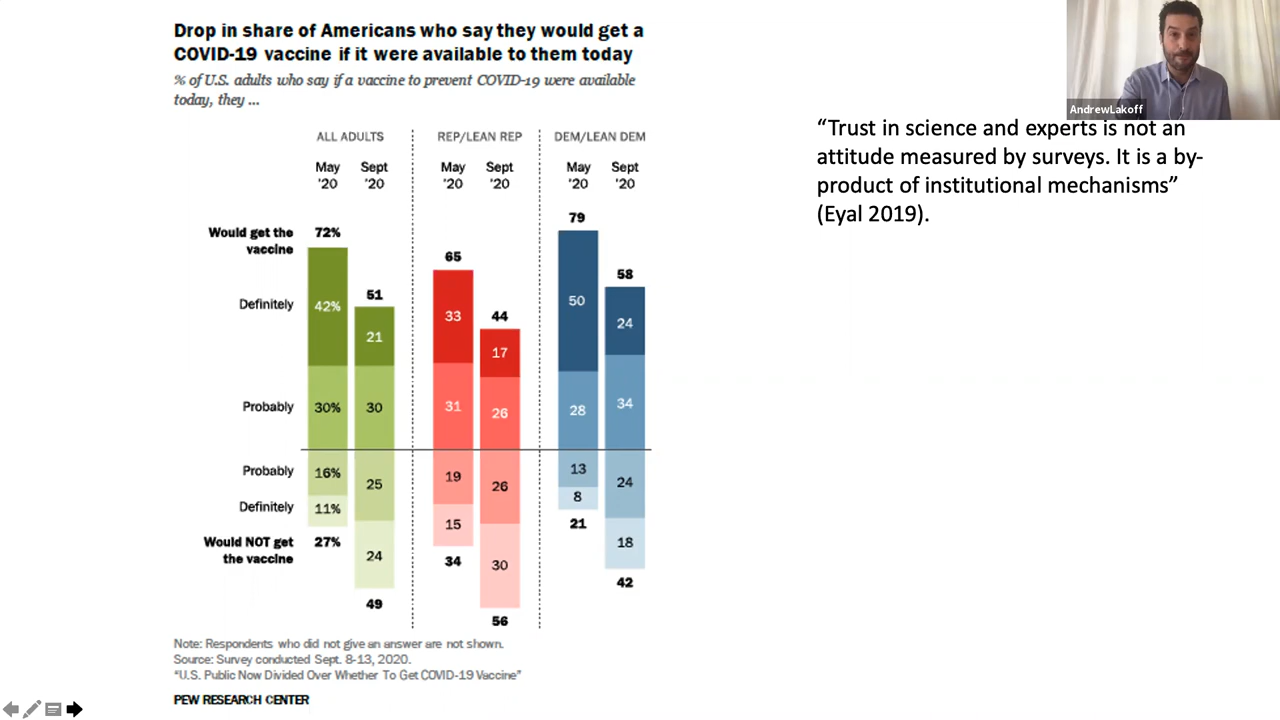 Drop in share of Americans who say they would get a
COVID-19 vaccine if it were available to them today
% of U.S. adults who say if a vaccine to prevent COVID-19 were available
today, they ...
ALL ADULTS REP/LEAN REP DEM/LEAN DEM
May '20 Sept '20 May '20 Sept '20 May '20 Sept '20
Would get the
vaccine
72% 51 65 44 79 58
Definitely 42% 21 33 17 50 24
Probably 30% 30 31 26 28 34
Probably 16% 25 19 26 13 24
Definitely 11% 24 15 30 8 18
Would NOT get
the vaccine
27% 49 34 56 21 42
Note: Respondents who did not give an answer are not shown.
Source: Survey conducted Sept. 8-13, 2020.
“U.S. Public Now Divided Over Whether To Get COVID-19 Vaccine”
PEW RESEARCH CENTER
AndrewLakoff
“Trust in science and experts is not an
attitude measured by surveys. It is a by-
product of institutional mechanisms”
(Eyal 2019).